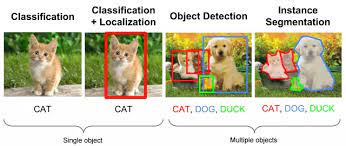 Classification
Classification
+ Localization
Object Detection
Instance
Segmentation
CAT
CAT
CAT, DOG, DUCK
CAT, DOG, DUCK
Single object
Multiple objects